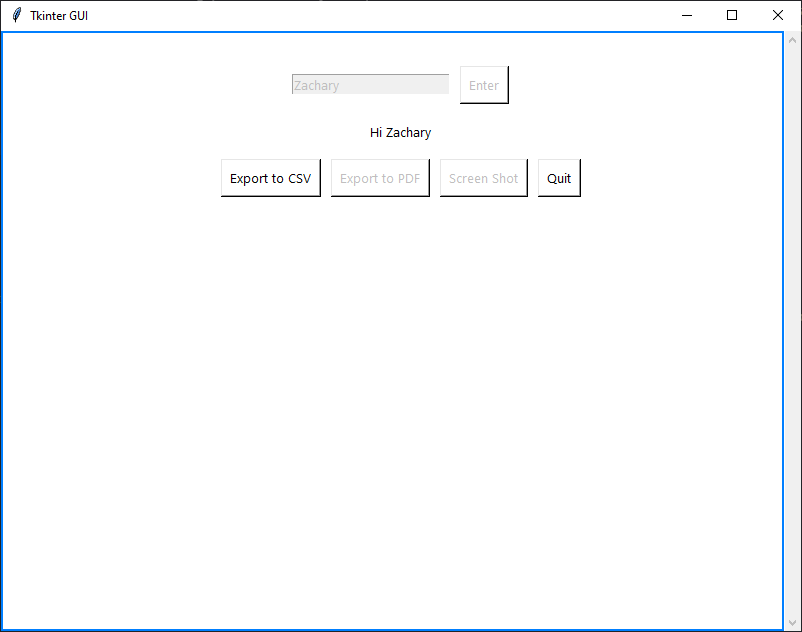 Tkinter GUI
Zachary Enter
Hi Zachary
Export to CSV Export to PDF Screen Shot Quit